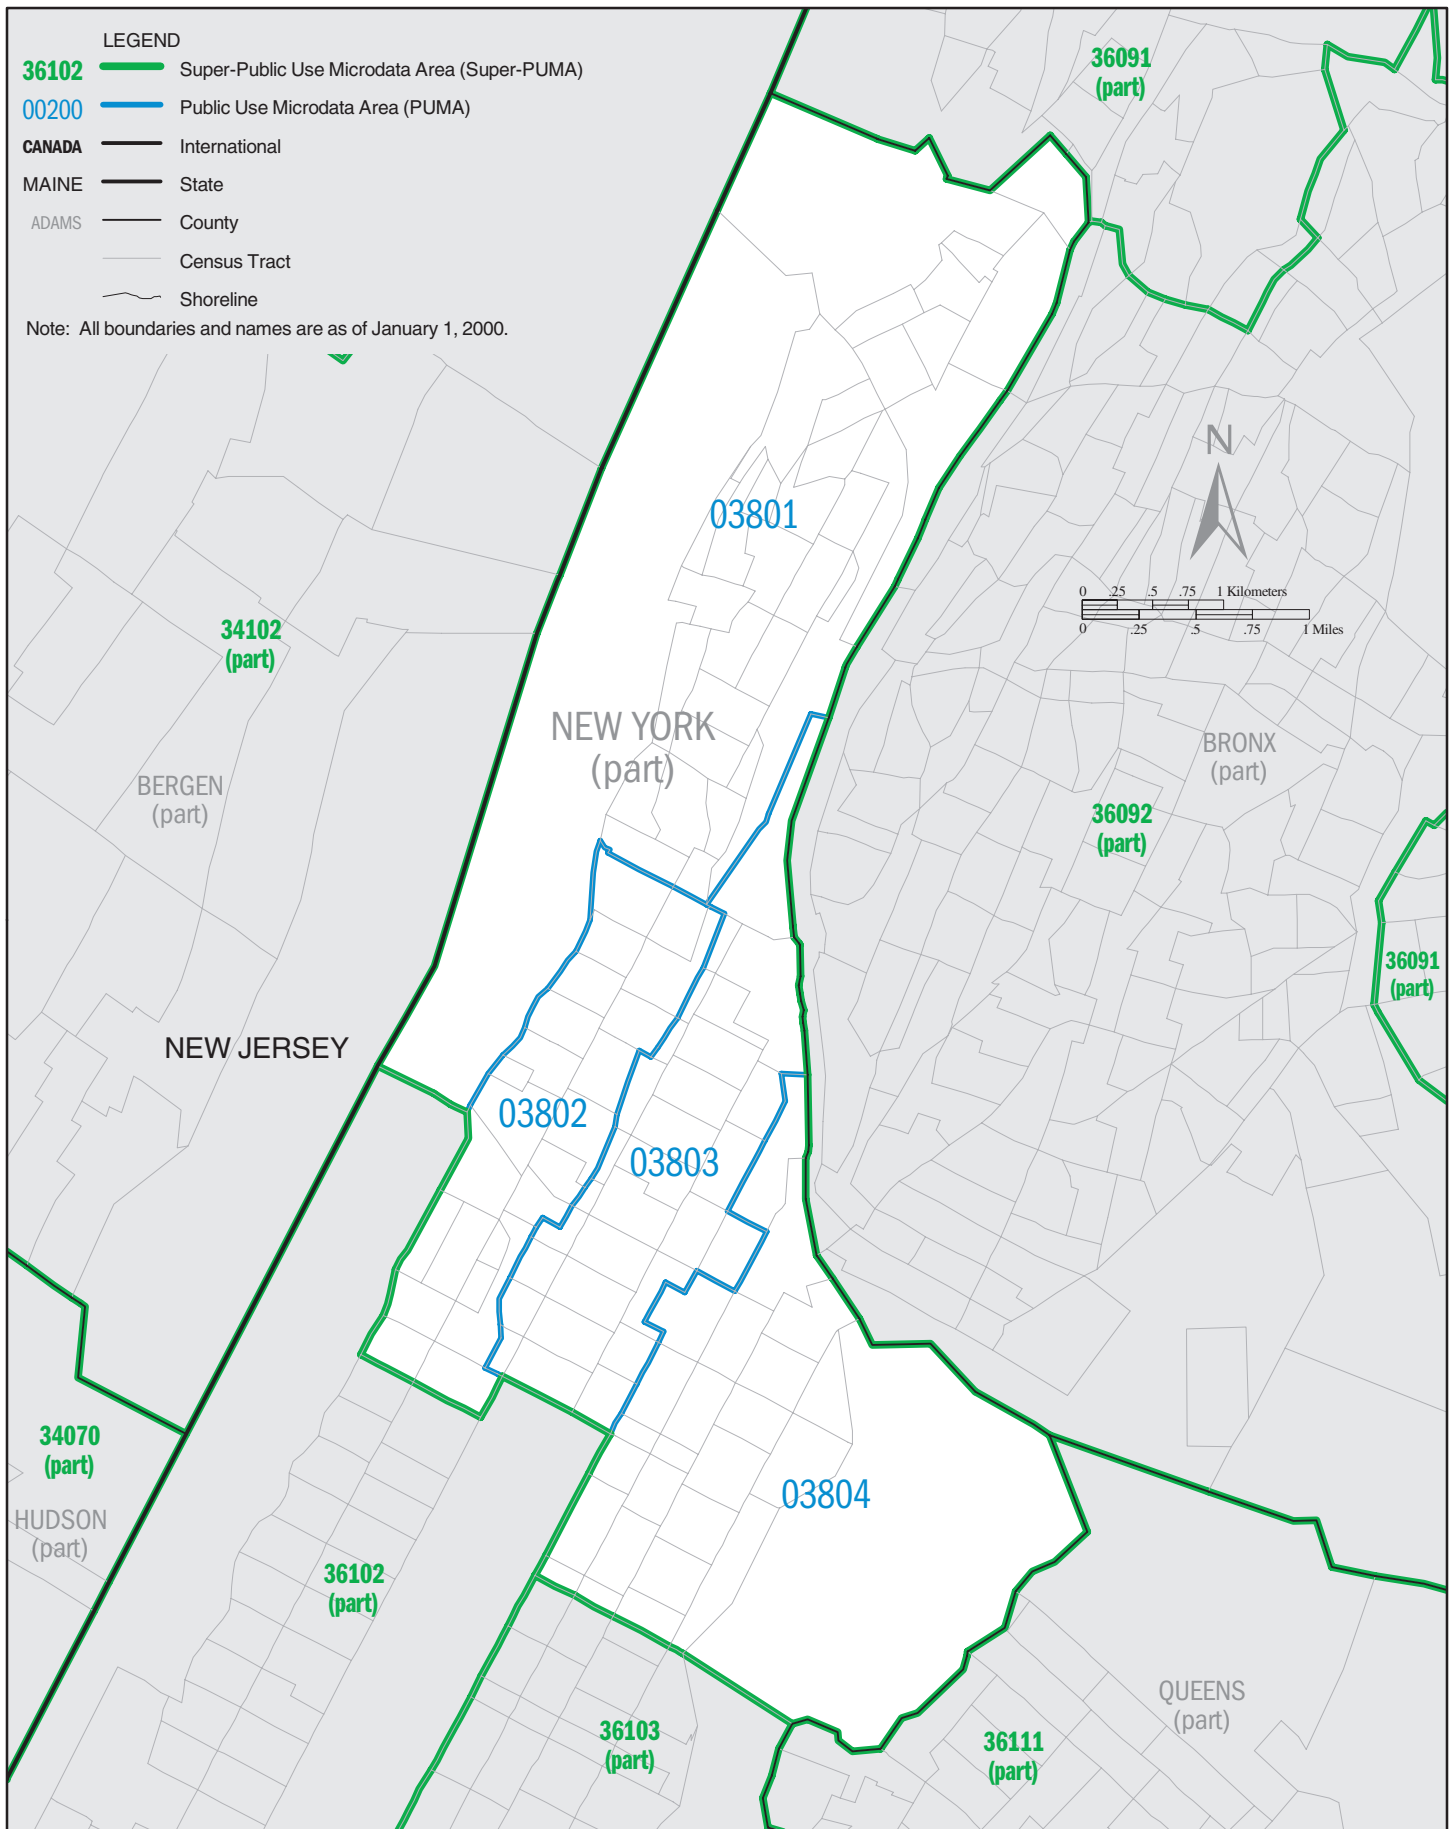 LEGEND
36102 Super-Public Use Microdata Area (Super-PUMA)
00200 Public Use Microdata Area (PUMA)
CANADA International
MAINE State
ADAMS County
Census Tract
Shoreline
Note: All boundaries and names are as of January 1, 2000.
36091
(part)
N
03801
0 .25 .5 .75 1 Kilometers
0 .25 .5 .75 1 Miles
34102
(part)
NEW YORK
(part)
BRONX
(part)
BERGEN
(part)
36092
(part)
36091
(part)
NEW JERSEY
03802
03803
34070
(part)
03804
HUDSON
(part)
36102
(part)
QUEENS
(part)
36103
(part)
36111
(part)